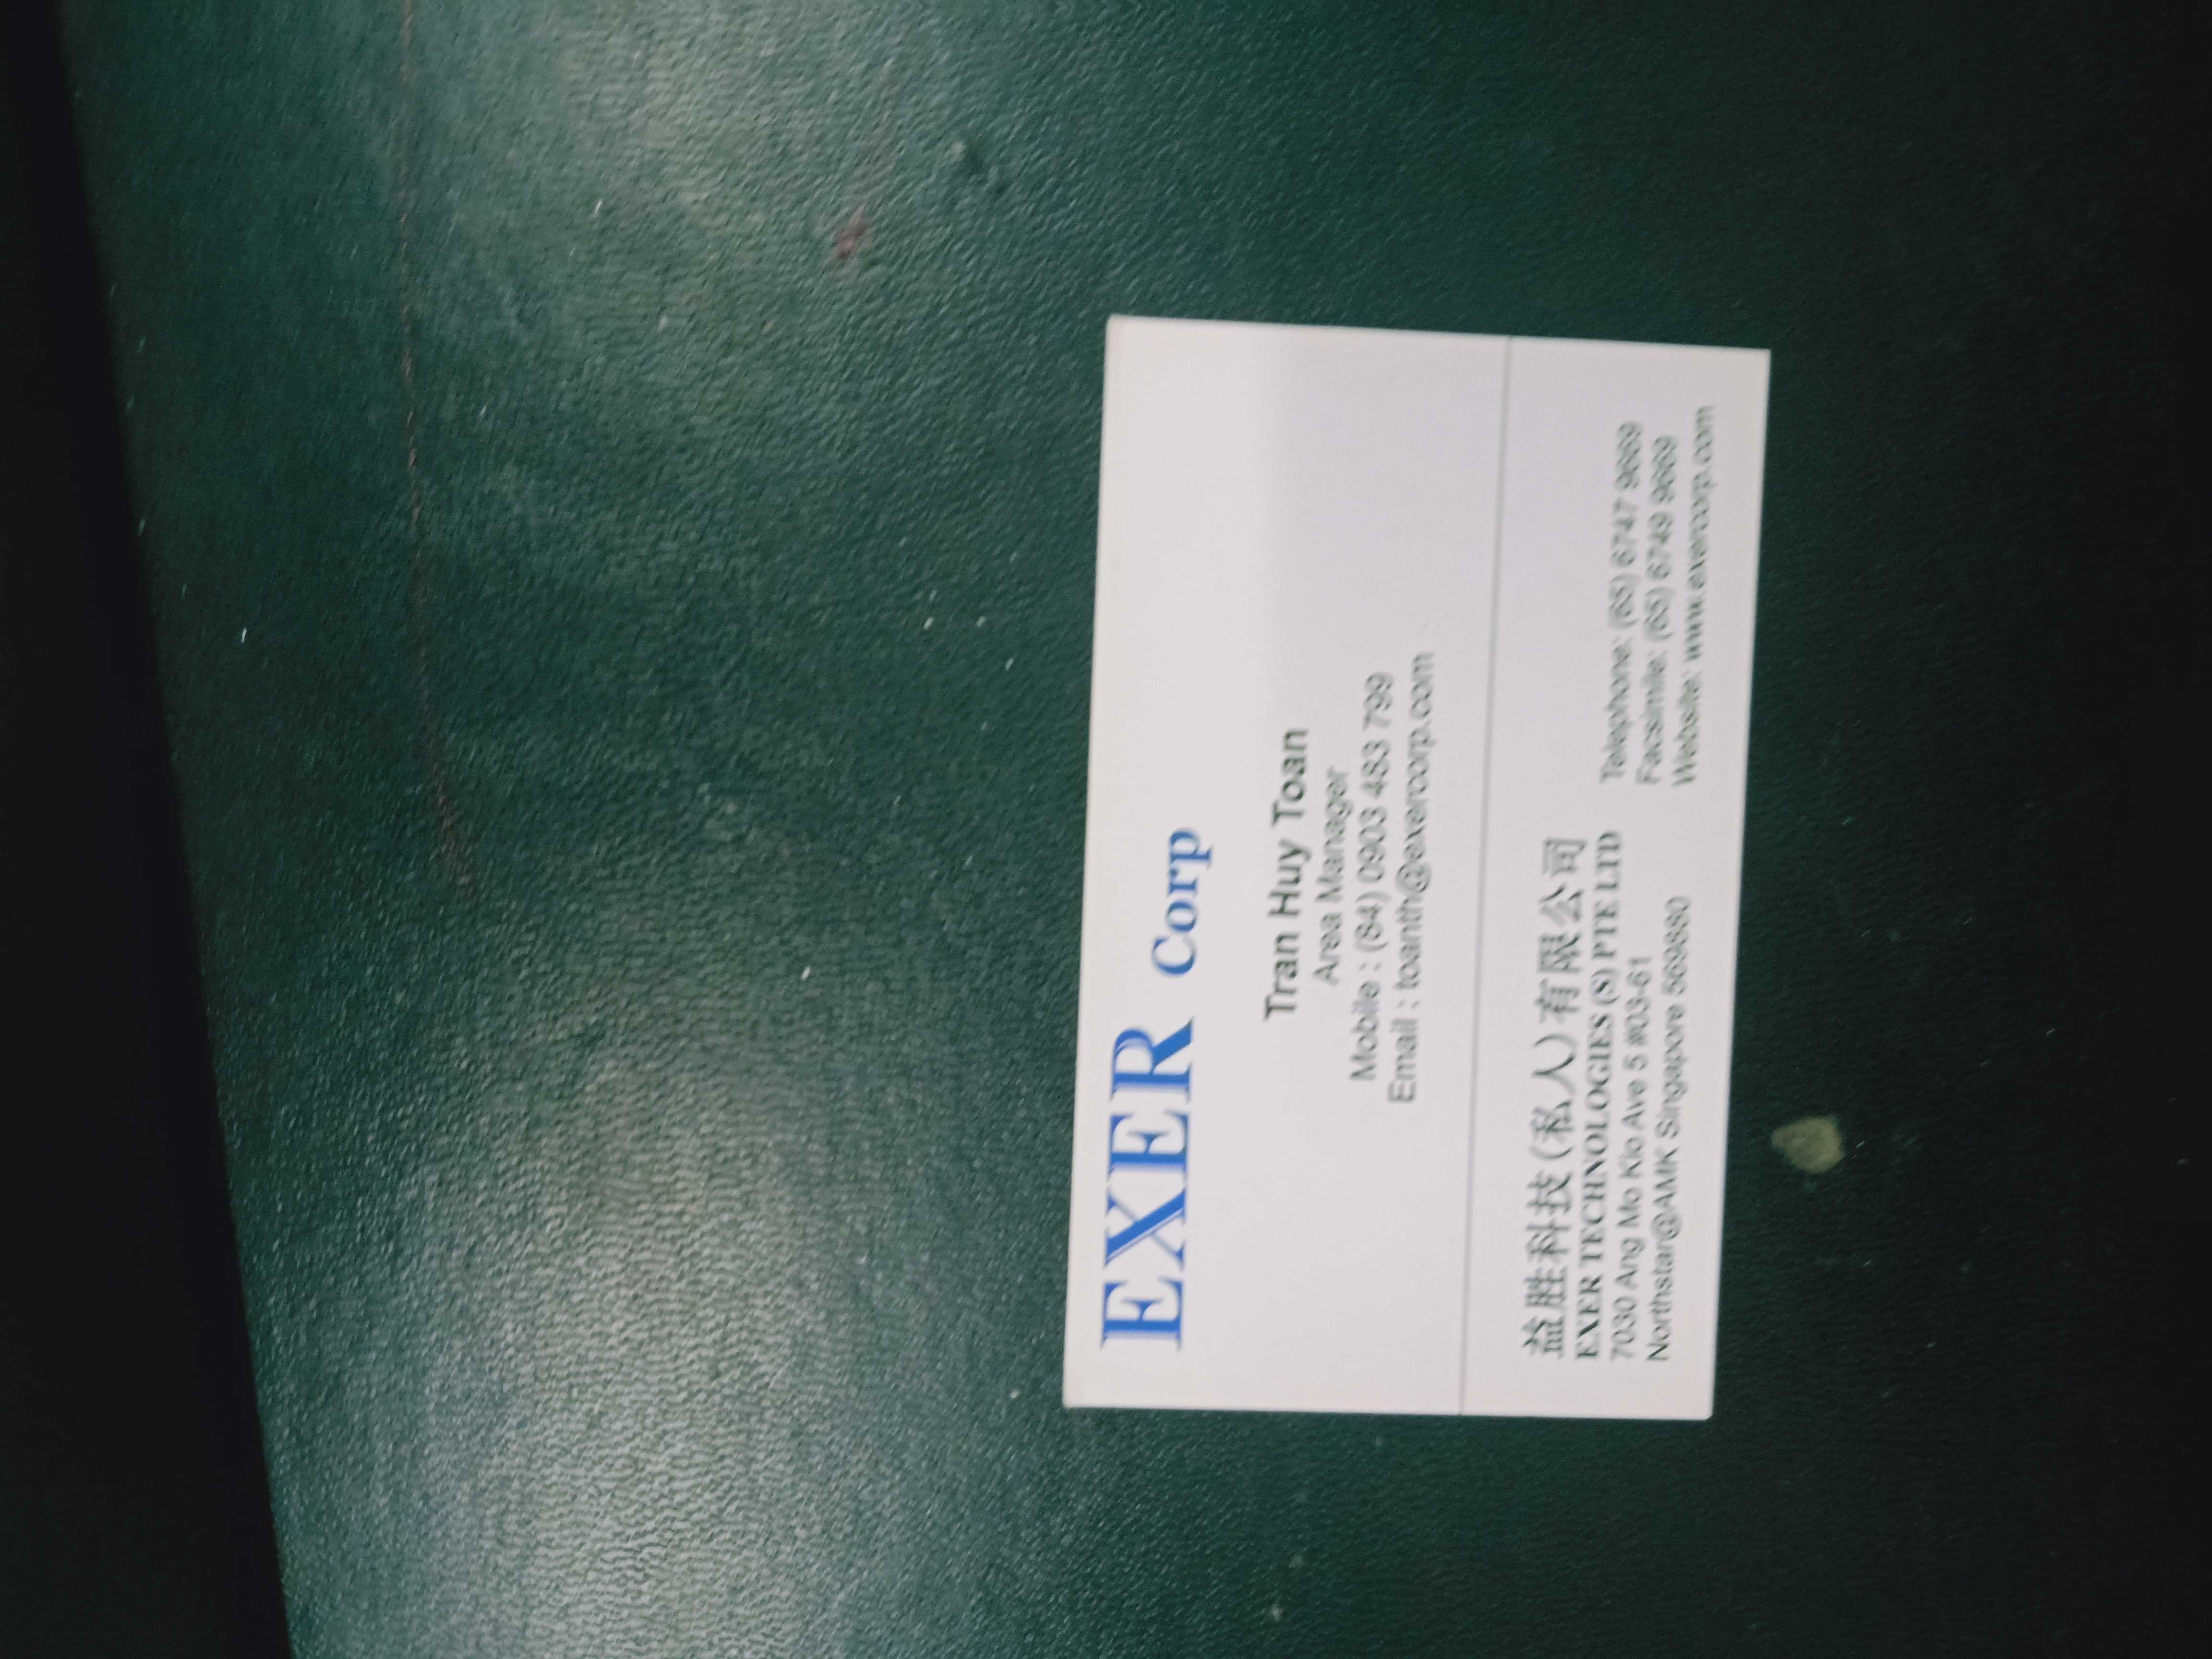 EXER Corp
Tran Huy Toan
Area Manager
Mobile : (84) 0903 483 799
Email : toanth@exercorp.com
益胜科技(私人)有限公司
EXER TECHNOLOGIES (S) PTE LTD
7030 Ang Mo Kio Ave 5 #03-61
Northstar@AMK Singapore 569880
Telephone: (65) 6747 9669
Facsimile: (65) 6749 9669
Website: www.exercorp.com